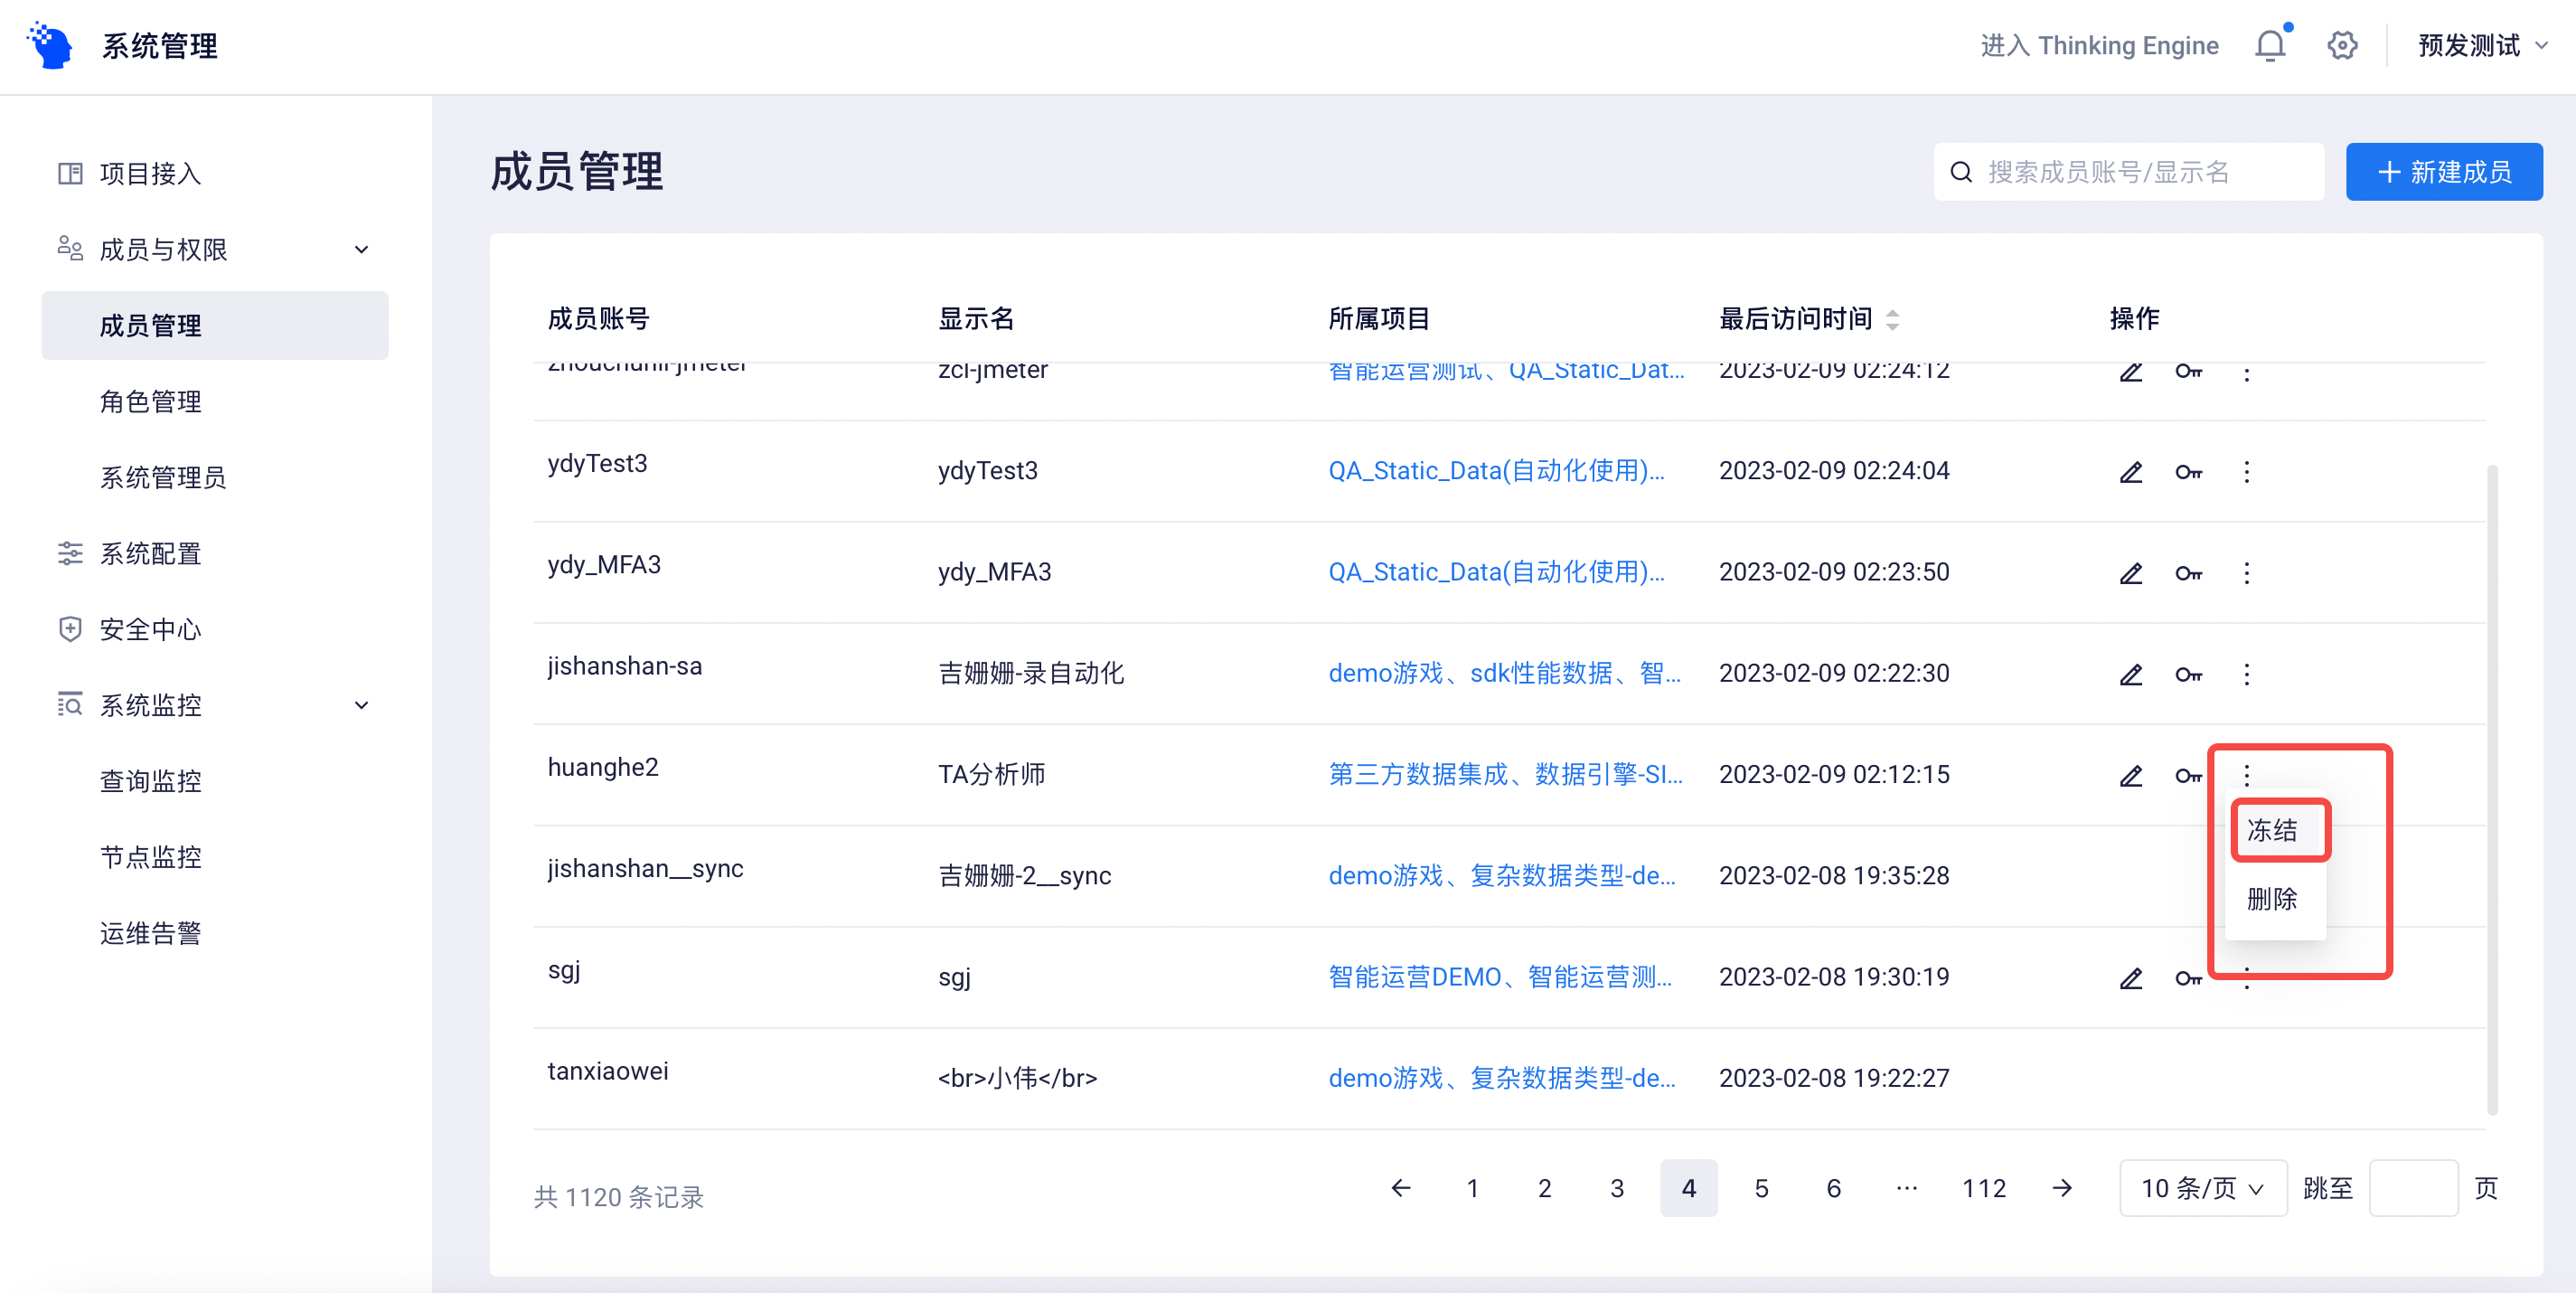 系统管理
进入 Thinking Engine
预发测试
项目接入
成员与权限
成员管理
角色管理
系统管理员
系统配置
安全中心
系统监控
查询监控
节点监控
运维告警
成员管理
搜索成员账号/显示名
新建成员
成员账号 显示名 所属项目 最后访问时间 操作
zhouchunli-jmeter zcl-jmeter 智能运营测试、QA_Static_Dat... 2023-02-09 02:24:12
ydyTest3 ydyTest3 QA_Static_Data(自动化使用)... 2023-02-09 02:24:04
ydy_MFA3 ydy_MFA3 QA_Static_Data(自动化使用)... 2023-02-09 02:23:50
jishanshan-sa 吉姗姗-录自动化 demo游戏、sdk性能数据、智... 2023-02-09 02:22:30
huanghe2 TA分析师 第三方数据集成、数据引擎-SI... 2023-02-09 02:12:15
冻结
删除
jishanshan__sync 吉姗姗-2__sync demo游戏、复杂数据类型-de... 2023-02-08 19:35:28
sgj sgj 智能运营DEMO、智能运营测... 2023-02-08 19:30:19
tanxiaowei <br>小伟</br> demo游戏、复杂数据类型-de... 2023-02-08 19:22:27
共 1120 条记录
1 2 3 4 5 6 ··· 112 10 条/页 跳至 页